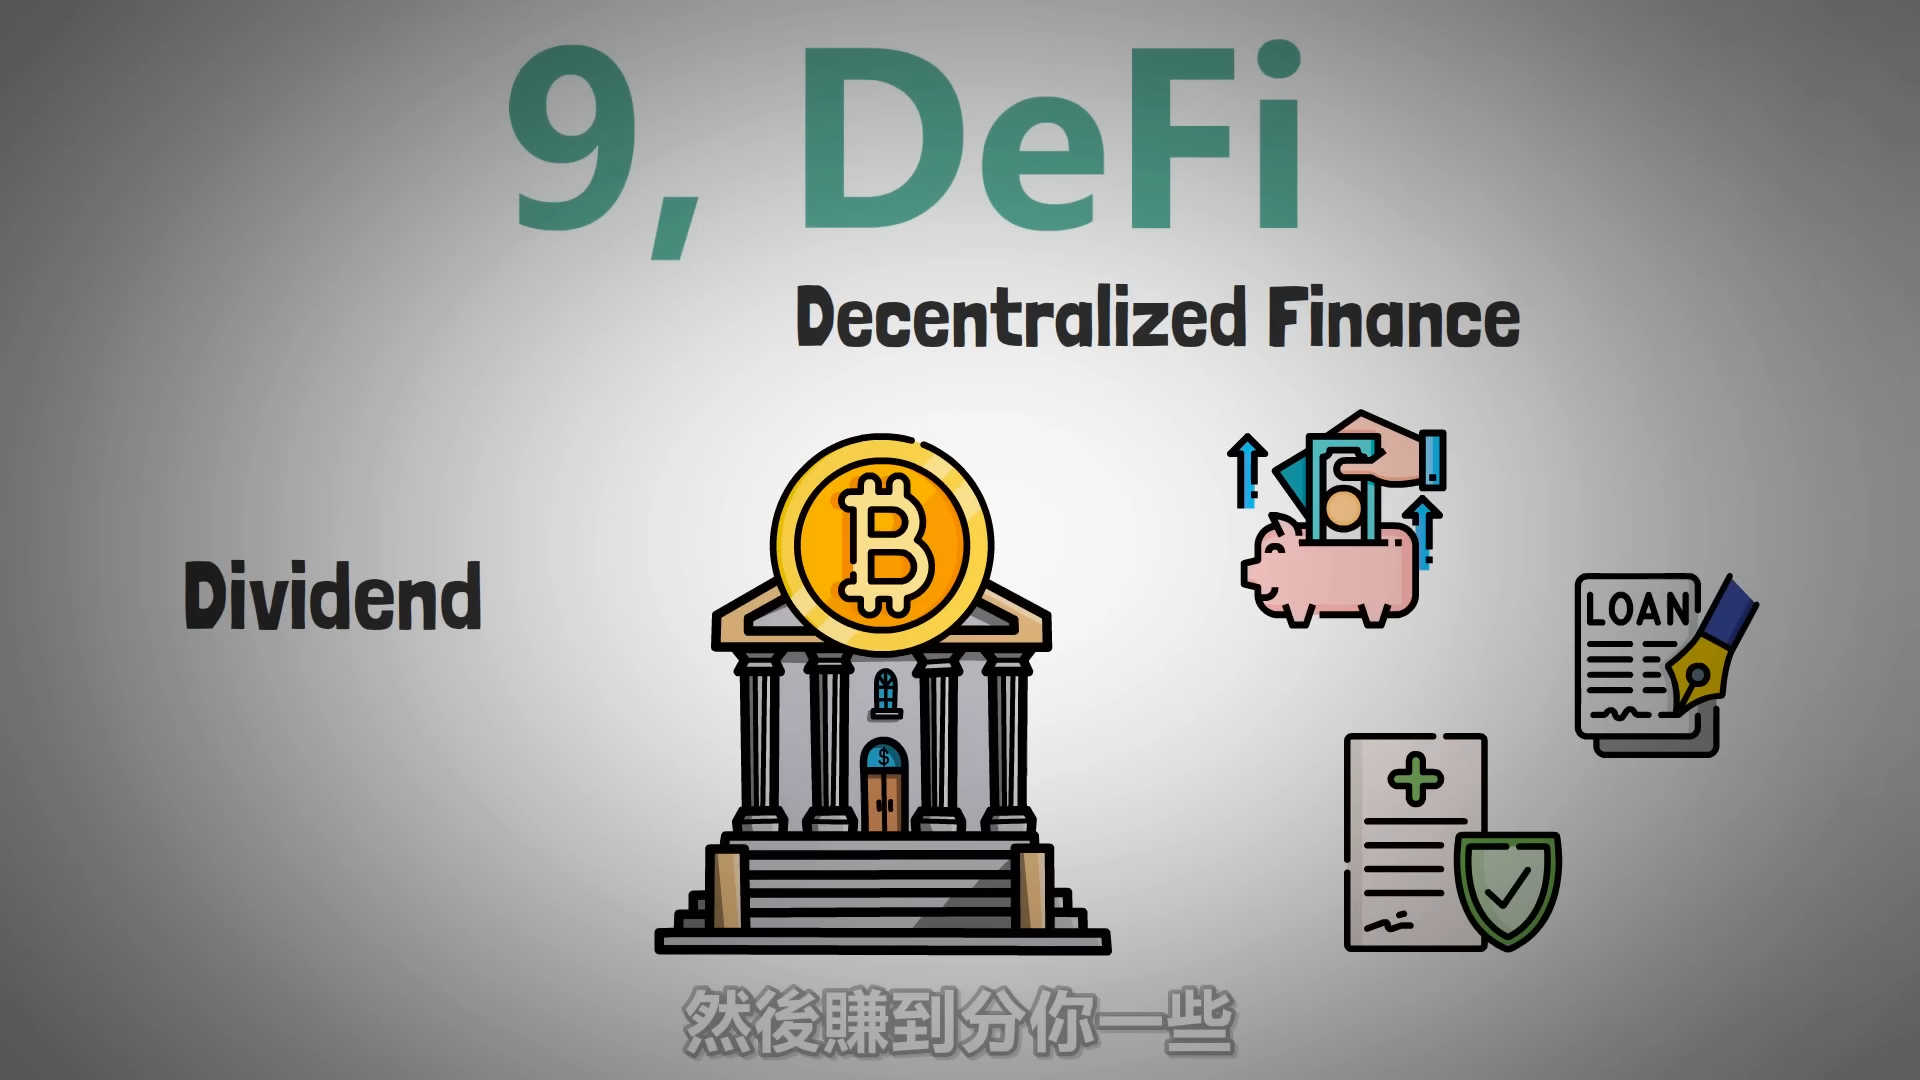 9, DeFi
Decentralized Finance
Dividend
LOAN
$
然後賺到分你一些